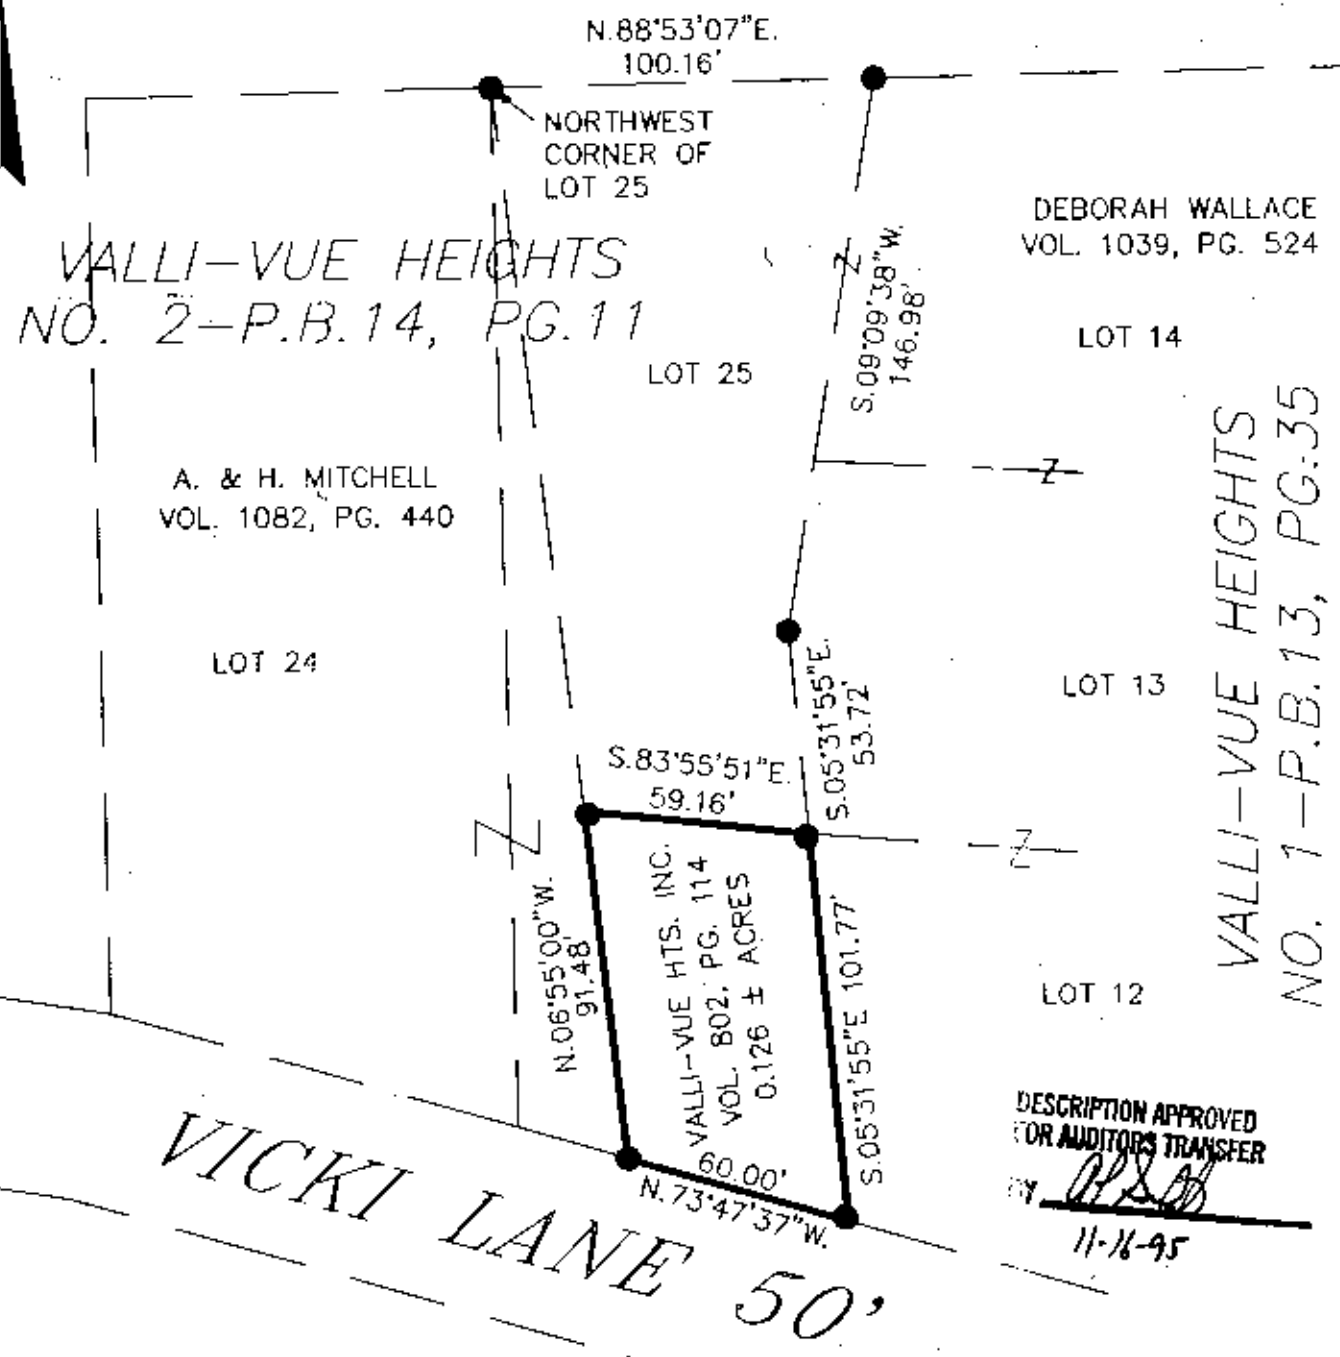 N.88°53'07"E.
100.16'
NORTHWEST
CORNER OF
LOT 25
DEBORAH WALLACE
VOL. 1039, PG. 524
VALLI-VUE HEIGHTS
NO. 2-P.B.14, PG.11
S.09°09'38"W.
146.98'
LOT 14
LOT 25
A. & H. MITCHELL
VOL. 1082, PG. 440
VALLI-VUE HEIGHTS
NO. 1-P.B.13, PG.35
LOT 24
LOT 13
S.05°31'55"E.
53.72'
S.83°55'51"E.
59.16'
N.06°55'00"W.
91.48'
VALLI-VUE HTS. INC.
VOL. 802, PG. 114
0.126 ± ACRES
S.05°31'55"E 101.77'
LOT 12
60.00'
N.73°47'37"W.
VICKI LANE 50'
DESCRIPTION APPROVED
FOR AUDITORS TRANSFER
BY
11-16-95